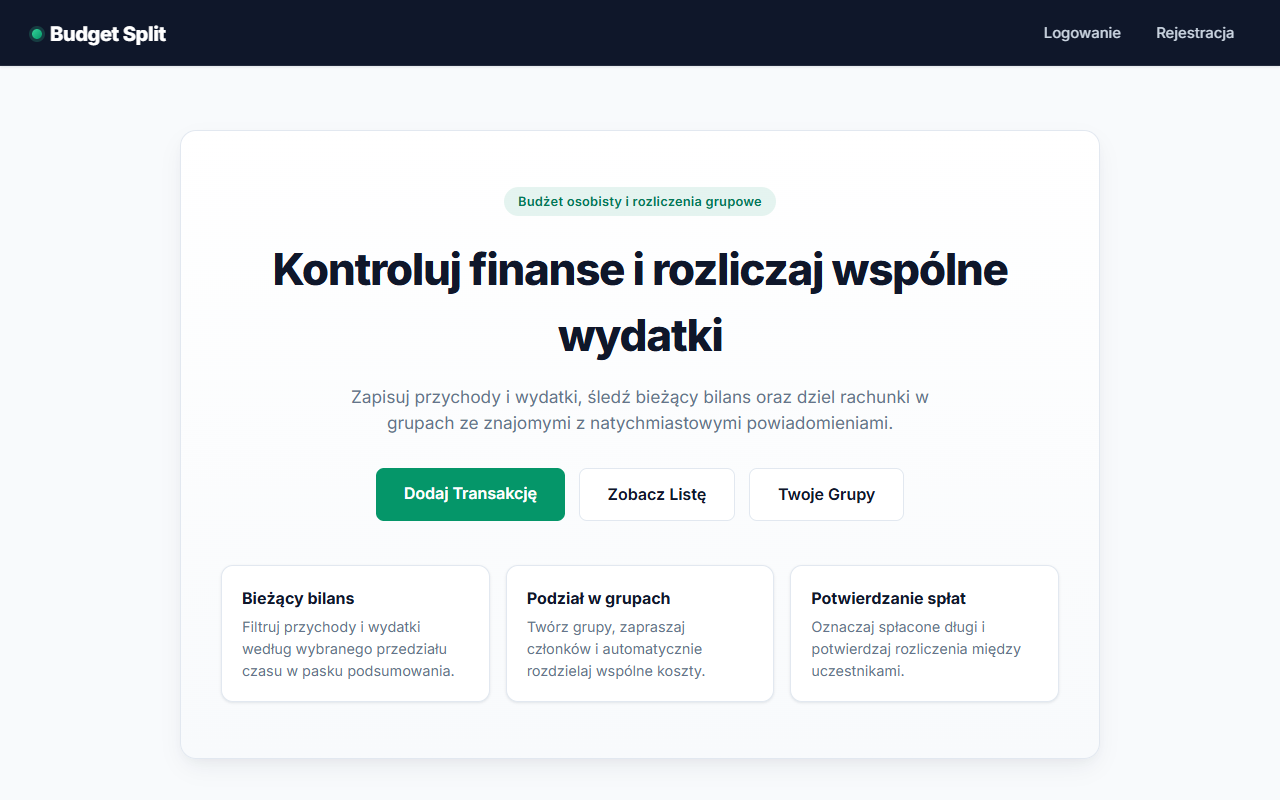 Budget Split
Logowanie
Rejestracja
Budżet osobisty i rozliczenia grupowe
Kontroluj finanse i rozliczaj wspólne
wydatki
Zapisuj przychody i wydatki, śledź bieżący bilans oraz dziel rachunki w
grupach ze znajomymi z natychmiastowymi powiadomieniami.
Dodaj Transakcję
Zobacz Listę
Twoje Grupy
Bieżący bilans
Filtruj przychody i wydatki
według wybranego przedziału
czasu w pasku podsumowania.
Podział w grupach
Twórz grupy, zapraszaj
członków i automatycznie
rozdzielaj wspólne koszty.
Potwierdzanie spłat
Oznaczaj spłacone długi i
potwierdzaj rozliczenia między
uczestnikami.